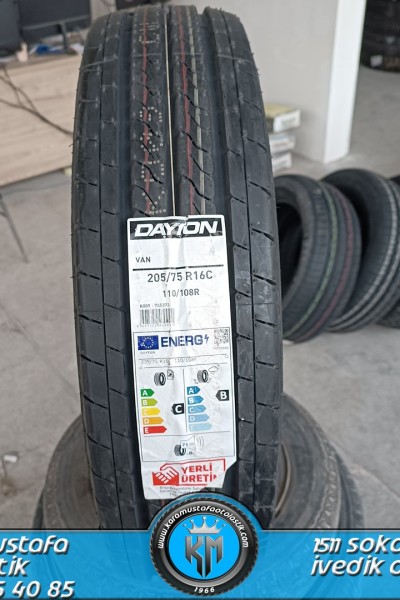 DAYTON
VAN
205/75 R16C
110/108R
ENERG
A
B
C
D
E
C
A
B
C
D
E
B
YERLİ
ÜRETİM
www.karamustafaotolastik.com
KM
1966
ustafa
tik
5 40 85
1511 soka
ivedik o